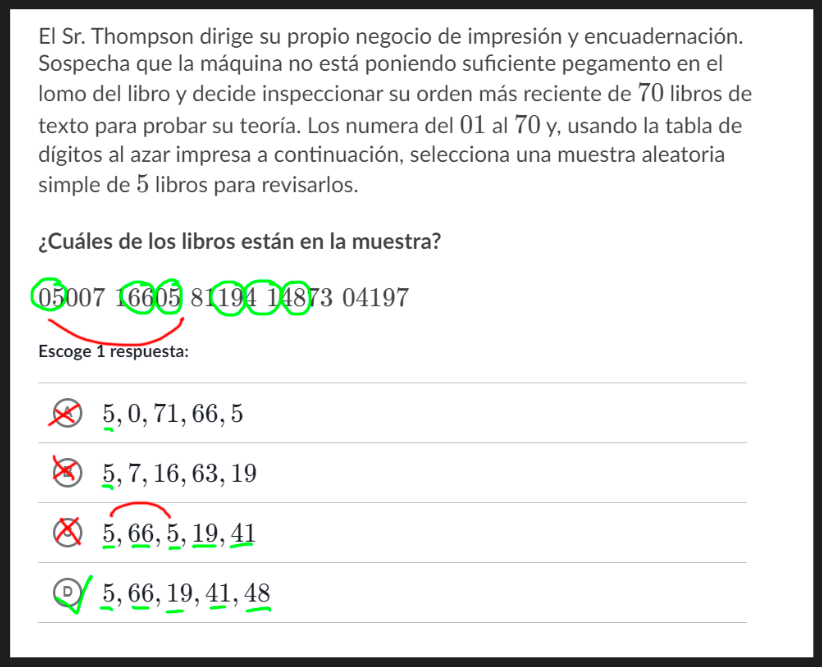 El Sr. Thompson dirige su propio negocio de impresión y encuadernación.
Sospecha que la máquina no está poniendo suficiente pegamento en el
lomo del libro y decide inspeccionar su orden más reciente de 70 libros de
texto para probar su teoría. Los numera del 01 al 70 y, usando la tabla de
dígitos al azar impresa a continuación, selecciona una muestra aleatoria
simple de 5 libros para revisarlos.
¿Cuáles de los libros están en la muestra?
05007 16605 81194 14873 04197
Escoge 1 respuesta:
A 5, 0, 71, 66, 5
B 5, 7, 16, 63, 19
C 5, 66, 5, 19, 41
D 5, 66, 19, 41, 48